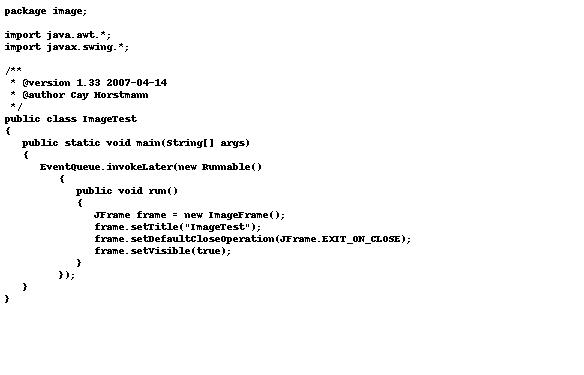 package image;

import java.awt.*;
import javax.swing.*;

/**
 * @version 1.33 2007-04-14
 * @author Cay Horstmann
 */
public class ImageTest
{
   public static void main(String[] args)
   {
      EventQueue.invokeLater(new Runnable()
         {
            public void run()
            {
               JFrame frame = new ImageFrame();
               frame.setTitle("ImageTest");
               frame.setDefaultCloseOperation(JFrame.EXIT_ON_CLOSE);
               frame.setVisible(true);
            }
         });
   }
}